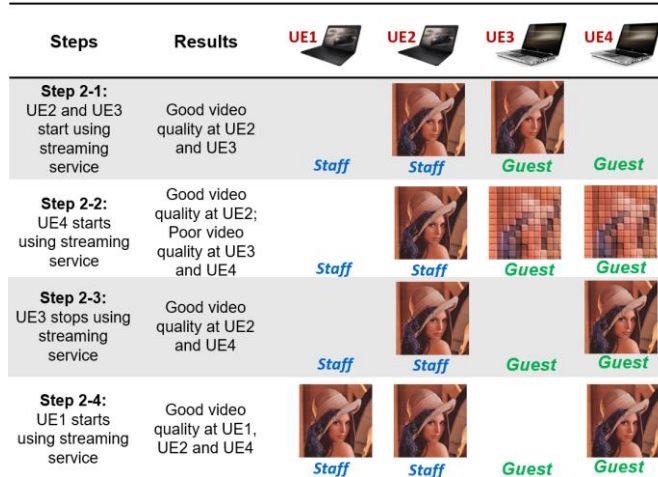 Steps
Results
UE1
UE2
UE3
UE4
Step 2-1:
UE2 and UE3
start using
streaming
service
Good video
quality at UE2
and UE3
Staff
Staff
Guest
Guest
Step 2-2:
UE4 starts
using streaming
service
Good video
quality at UE2;
Poor video
quality at UE3
and UE4
Staff
Staff
Guest
Guest
Step 2-3:
UE3 stops using
streaming
service
Good video
quality at UE2
and UE4
Staff
Staff
Guest
Guest
Step 2-4:
UE1 starts
using streaming
service
Good video
quality at UE1,
UE2 and UE4
Staff
Staff
Guest
Guest